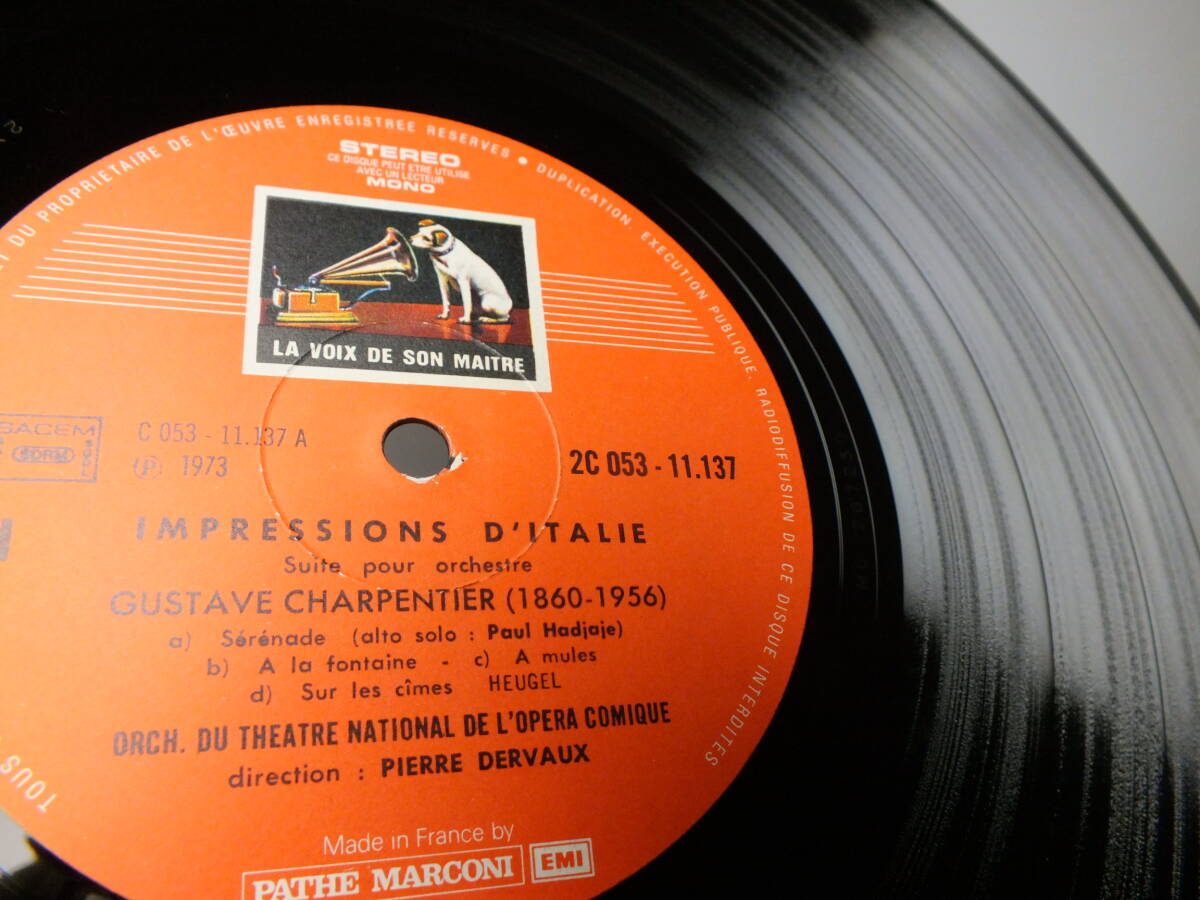 ET DU PROPRIETAIRE DE L'ŒUVRE ENREGISTREE RESERVES • DUPLICATION, EXECUTION PUBLIQUE, RADIODIFFUSION DE CE DISQUE INTERDITES
TOUS
STEREO
CE DISQUE PEUT ETRE UTILISE
AVEC UN LECTEUR
MONO
LA VOIX DE SON MAITRE
SACEM
SDRM
C 053 - 11.137 A
℗ 1973
2C 053 - 11.137
IMPRESSIONS D'ITALIE
Suite pour orchestre
GUSTAVE CHARPENTIER (1860-1956)
a) Sérénade (alto solo : Paul Hadjaje)
b) A la fontaine - c) A mules
d) Sur les cîmes HEUGEL
ORCH. DU THEATRE NATIONAL DE L'OPERA COMIQUE
direction : PIERRE DERVAUX
Made in France by
PATHE MARCONI EMI